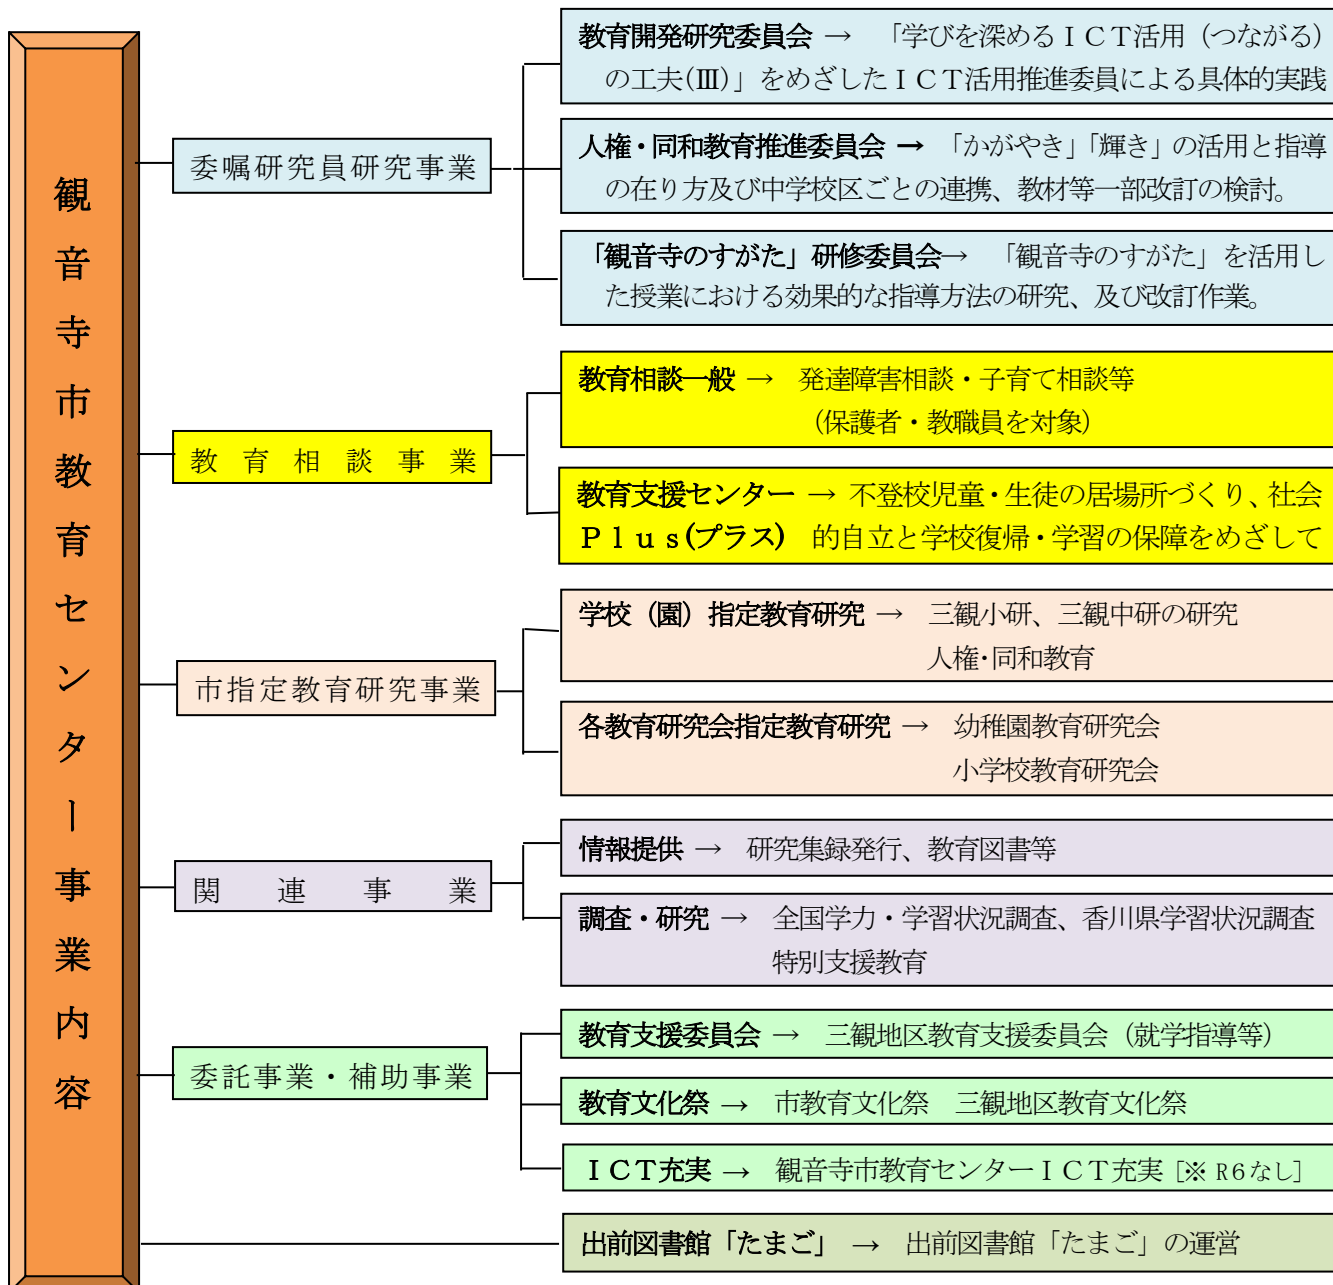 観音寺市教育センター事業内容
委嘱研究員研究事業
教育開発研究委員会 → 「学びを深めるＩＣＴ活用（つながる）
の工夫(Ⅲ)」をめざしたＩＣＴ活用推進委員による具体的実践
人権・同和教育推進委員会 → 「かがやき」「輝き」の活用と指導
の在り方及び中学校区ごとの連携、教材等一部改訂の検討。
「観音寺のすがた」研修委員会→ 「観音寺のすがた」を活用し
た授業における効果的な指導方法の研究、及び改訂作業。
教育相談事業
教育相談一般 → 発達障害相談・子育て相談等
（保護者・教職員を対象）
教育支援センター → 不登校児童・生徒の居場所づくり、社会
Ｐｌｕｓ(プラス) 的自立と学校復帰・学習の保障をめざして
市指定教育研究事業
学校（園）指定教育研究 → 三観小研、三観中研の研究
人権・同和教育
各教育研究会指定教育研究 → 幼稚園教育研究会
小学校教育研究会
関連事業
情報提供 → 研究集録発行、教育図書等
調査・研究 → 全国学力・学習状況調査、香川県学習状況調査
特別支援教育
委託事業・補助事業
教育支援委員会 → 三観地区教育支援委員会（就学指導等）
教育文化祭 → 市教育文化祭 三観地区教育文化祭
ＩＣＴ充実 → 観音寺市教育センターＩＣＴ充実［※ R6なし］
出前図書館「たまご」 → 出前図書館「たまご」の運営